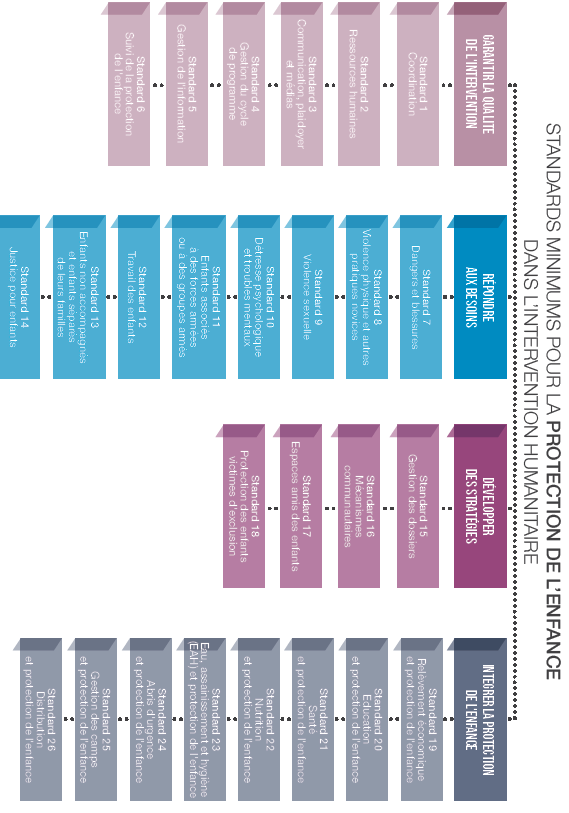 STANDARDS MINIMUMS POUR LA PROTECTION DE L'ENFANCE
DANS L'INTERVENTION HUMANITAIRE
GARANTIR LA QUALITE
DE L'INTERVENTION
Standard 1
Coordination
Standard 2
Ressources humaines
Standard 3
Communication, plaidoyer
et médias
Standard 4
Gestion du cycle
de programme
Standard 5
Gestion de l'information
Standard 6
Suivi de la protection
de l'enfance
RÉPONDRE
AUX BESOINS
Standard 7
Dangers et blessures
Standard 8
Violence physique et autres
pratiques novices
Standard 9
Violence sexuelle
Standard 10
Détresse psychologique
et troubles mentaux
Standard 11
Enfants associés
à des forces armées
ou à des groupes armés
Standard 12
Travail des enfants
Standard 13
Enfants non accompagnés
et enfants séparés
de leurs familles
Standard 14
Justice pour enfants
DÉVELOPPER
DES STRATÉGIES
Standard 15
Gestion des dossiers
Standard 16
Mécanismes
communautaires
Standard 17
Espaces amis des enfants
Standard 18
Protection des enfants
victimes d'exclusion
INTÉGRER LA PROTECTION
DE L'ENFANCE
Standard 19
Relèvement économique
et protection de l'enfance
Standard 20
Education
et protection de l'enfance
Standard 21
Santé
et protection de l'enfance
Standard 22
Nutrition
et protection de l'enfance
Standard 23
Eau, assainissement et hygiène
(EAH) et protection de l'enfance
Standard 24
Abris d'urgence
et protection de l'enfance
Standard 25
Gestion des camps
et protection de l'enfance
Standard 26
Distribution
et protection de l'enfance